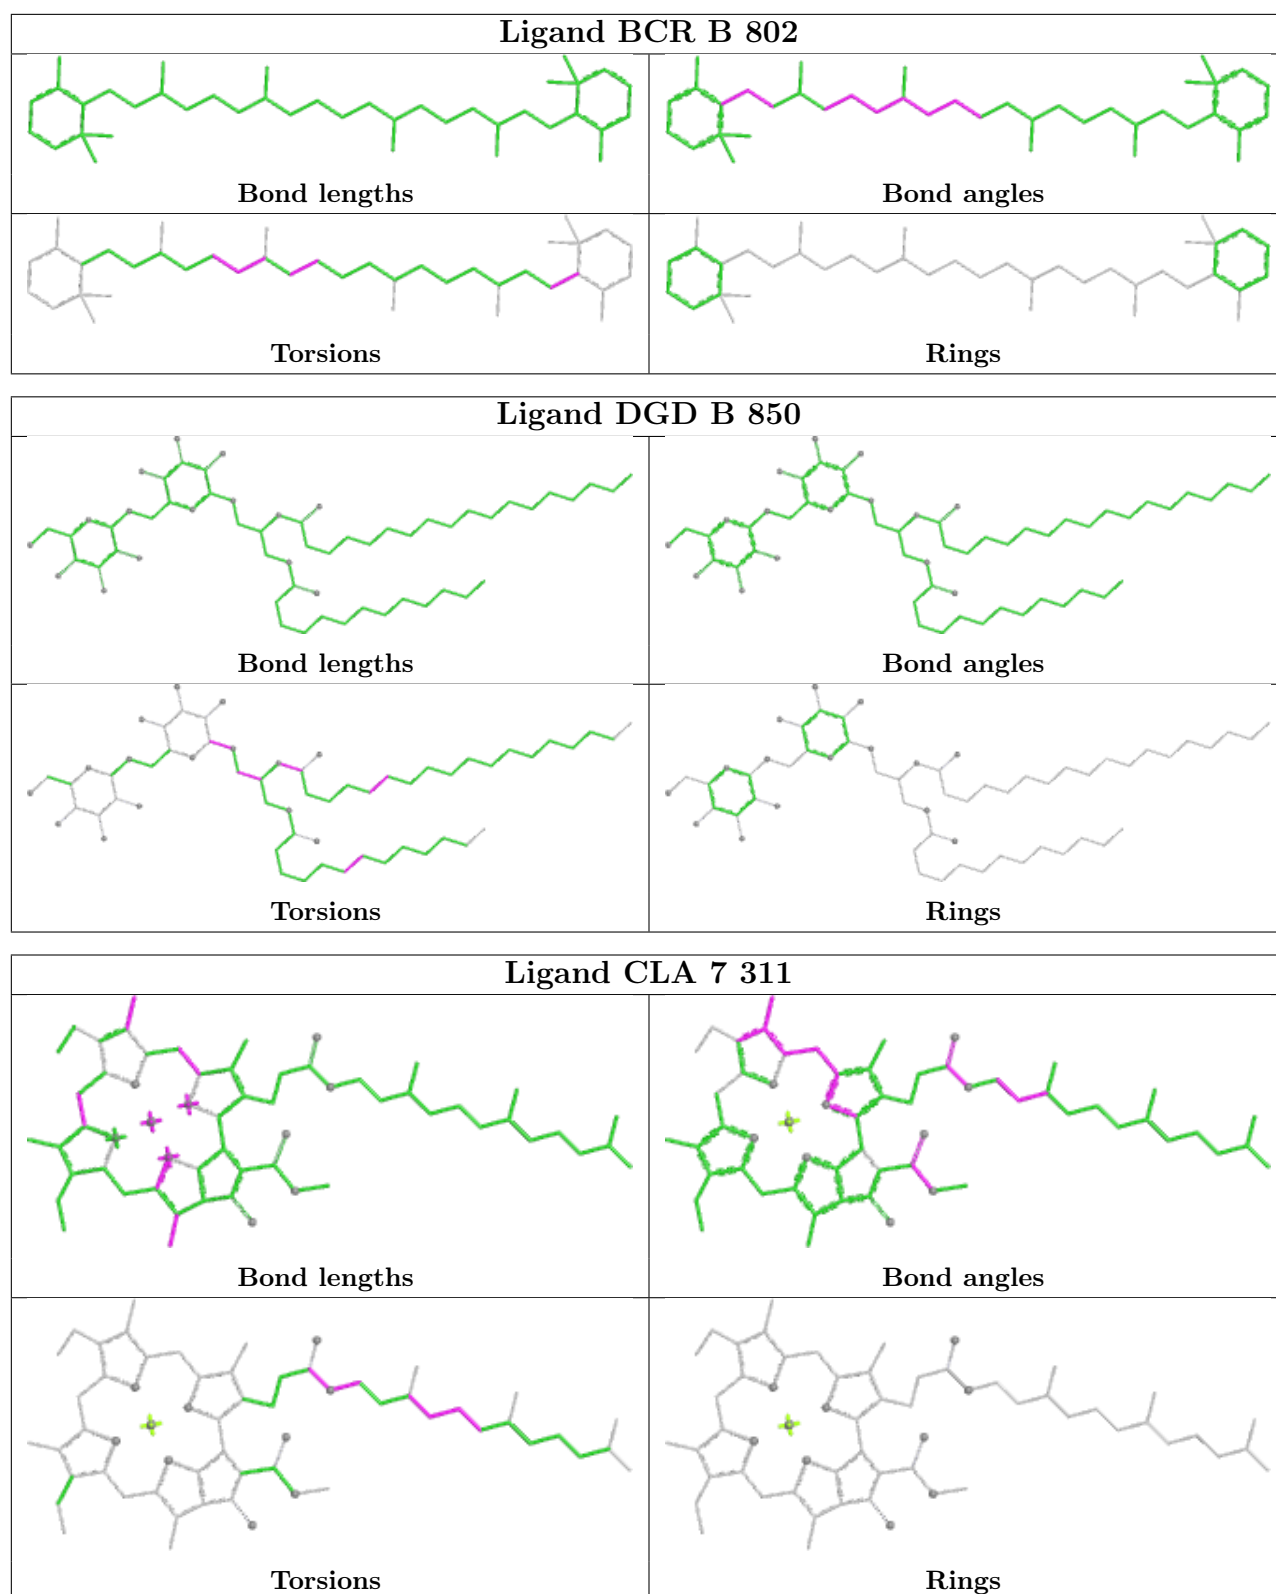 Ligand BCR B 802
Bond lengths
Bond angles
Torsions
Rings
Ligand DGD B 850
Bond lengths
Bond angles
Torsions
Rings
Ligand CLA 7 311
Bond lengths
Bond angles
Torsions
Rings